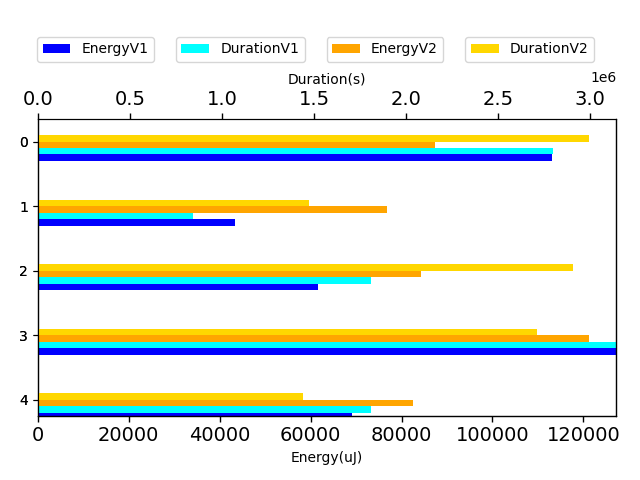 EnergyV1 DurationV1 EnergyV2 DurationV2
Duration(s)
1e6
0.0 0.5 1.0 1.5 2.0 2.5 3.0
0
1
2
3
4
0 20000 40000 60000 80000 100000 120000
Energy(uJ)